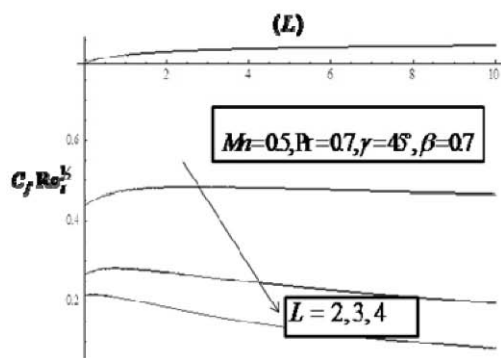 (L)
2 4 6 8 10
Mn=0.5,Pr=0.7,γ=45°,β=0.7
0.6
C_f Re_x^½
0.4
0.2
L = 2,3,4